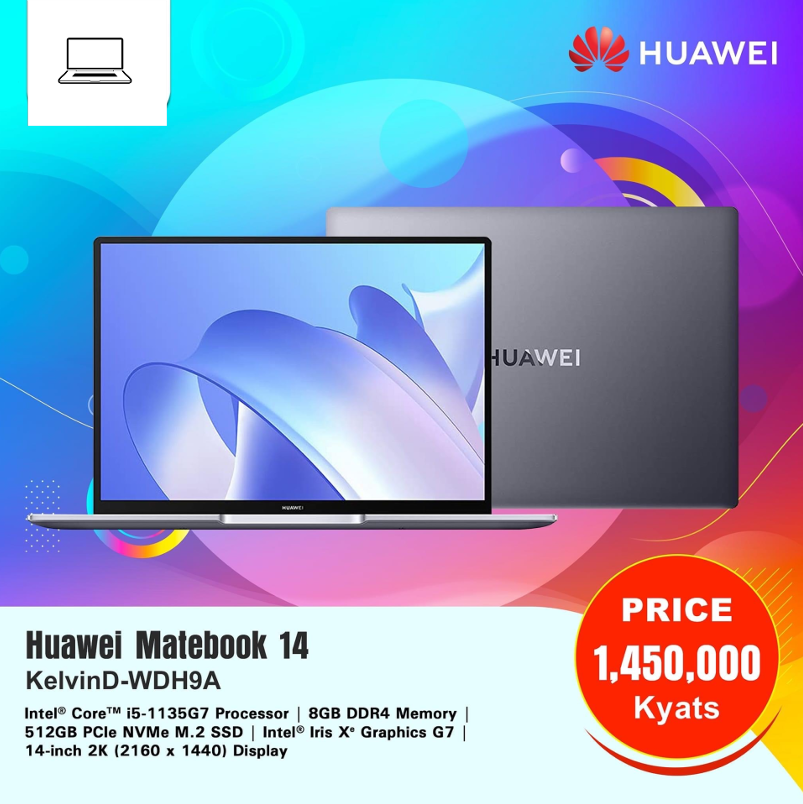 HUAWEI
HUAWEI
HUAWEI
Huawei Matebook 14
KelvinD-WDH9A
Intel® Core™ i5-1135G7 Processor | 8GB DDR4 Memory |
512GB PCIe NVMe M.2 SSD | Intel® Iris Xᵉ Graphics G7 |
14-inch 2K (2160 x 1440) Display
PRICE
1,450,000
Kyats